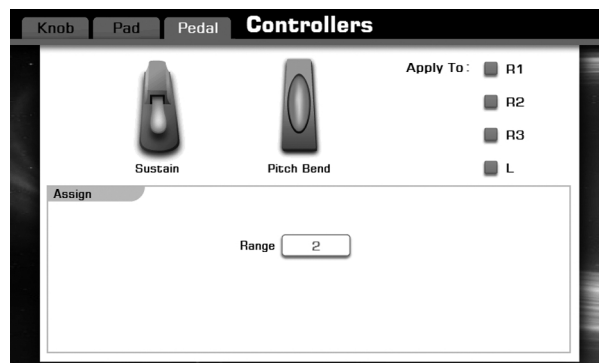 Knob Pad Pedal Controllers
Apply To: R1
R2
R3
Sustain Pitch Bend L
Assign
Range 2